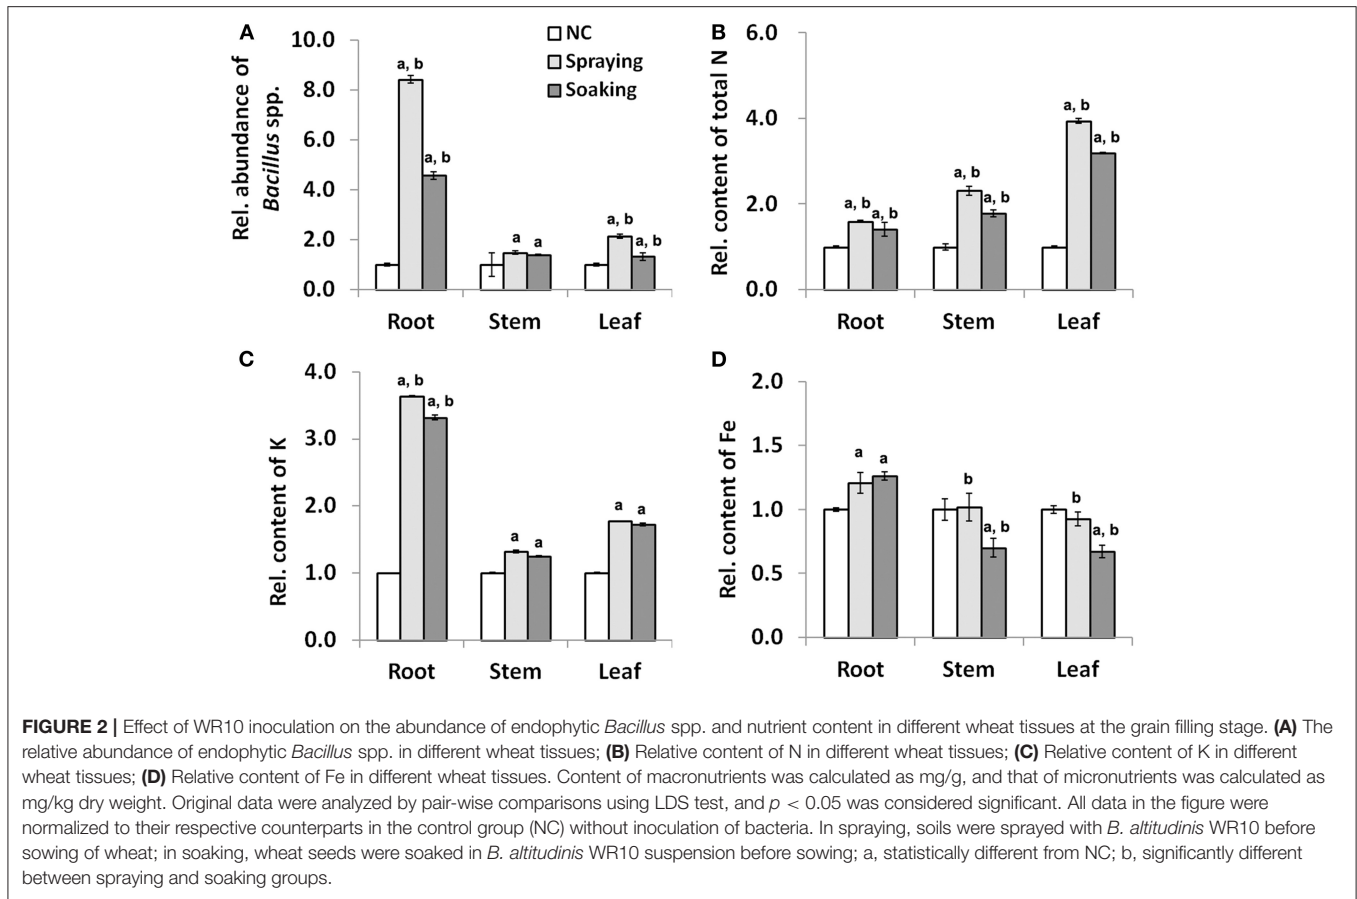 A
10.0
8.0
6.0
4.0
2.0
0.0
Rel. abundance of
Bacillus spp.
NC
Spraying
Soaking
a, b
a, b
a
a
a, b
a, b
Root Stem Leaf
B
6.0
4.0
2.0
0.0
Rel. content of total N
a, b
a, b
a, b
a, b
a, b
a, b
Root Stem Leaf
C
4.0
3.0
2.0
1.0
0.0
Rel. content of K
a, b
a, b
a
a
a
a
Root Stem Leaf
D
2.0
1.5
1.0
0.5
0.0
Rel. content of Fe
a
a
b
a, b
b
a, b
Root Stem Leaf
FIGURE 2 | Effect of WR10 inoculation on the abundance of endophytic Bacillus spp. and nutrient content in different wheat tissues at the grain filling stage. (A) The
relative abundance of endophytic Bacillus spp. in different wheat tissues; (B) Relative content of N in different wheat tissues; (C) Relative content of K in different
wheat tissues; (D) Relative content of Fe in different wheat tissues. Content of macronutrients was calculated as mg/g, and that of micronutrients was calculated as
mg/kg dry weight. Original data were analyzed by pair-wise comparisons using LDS test, and p < 0.05 was considered significant. All data in the figure were
normalized to their respective counterparts in the control group (NC) without inoculation of bacteria. In spraying, soils were sprayed with B. altitudinis WR10 before
sowing of wheat; in soaking, wheat seeds were soaked in B. altitudinis WR10 suspension before sowing; a, statistically different from NC; b, significantly different
between spraying and soaking groups.